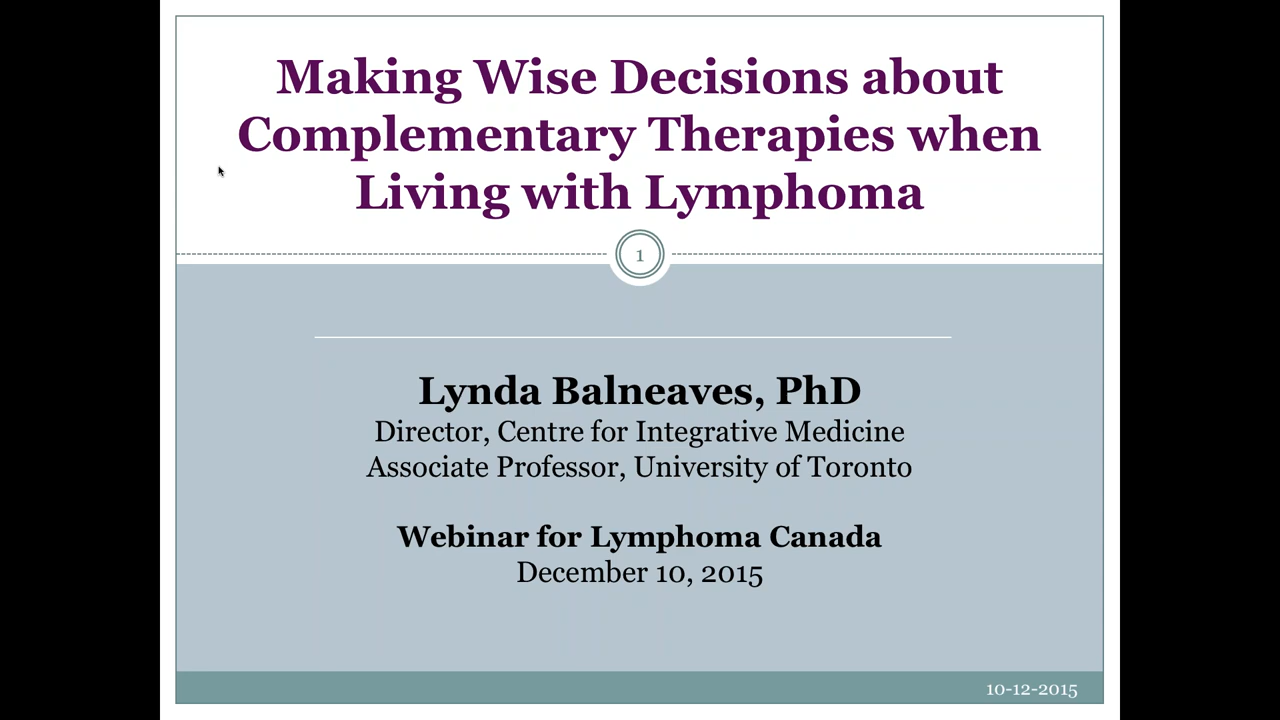 Making Wise Decisions about
Complementary Therapies when
Living with Lymphoma
1
Lynda Balneaves, PhD
Director, Centre for Integrative Medicine
Associate Professor, University of Toronto
Webinar for Lymphoma Canada
December 10, 2015
10-12-2015